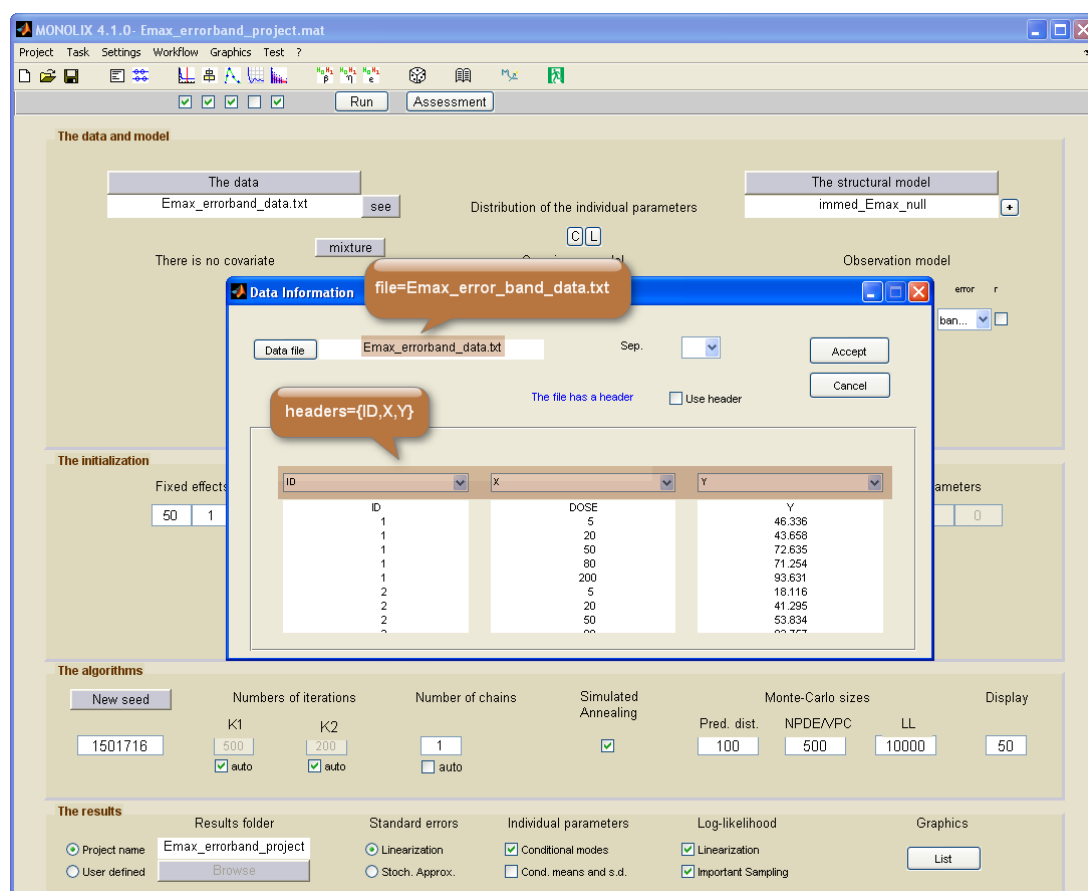 MONOLIX 4.1.0- Emax_errorband_project.mat
Project Task Settings Workflow Graphics Test ?
Run Assessment
The data and model
The data
Emax_errorband_data.txt see
Distribution of the individual parameters
The structural model
immed_Emax_null +
C L
mixture
There is no covariate
Observation model
error r
ban...
Data Information
file=Emax_error_band_data.txt
Data file Emax_errorband_data.txt Sep. Accept
Cancel
The file has a header Use header
headers={ID,X,Y}
ID X Y
ID DOSE Y
1 5 46.336
1 20 43.658
1 50 72.635
1 80 71.254
1 200 93.631
2 5 18.116
2 20 41.295
2 50 53.834
The initialization
Fixed effects
ameters
50 1 0
The algorithms
New seed Numbers of iterations Number of chains Simulated Annealing Monte-Carlo sizes Display
K1 K2 Pred. dist. NPDE/VPC LL
1501716 500 200 1 100 500 10000 50
auto auto auto
The results
Results folder Standard errors Individual parameters Log-likelihood Graphics
Project name Emax_errorband_project Linearization Conditional modes Linearization List
User defined Browse Stoch. Approx. Cond. means and s.d. Important Sampling